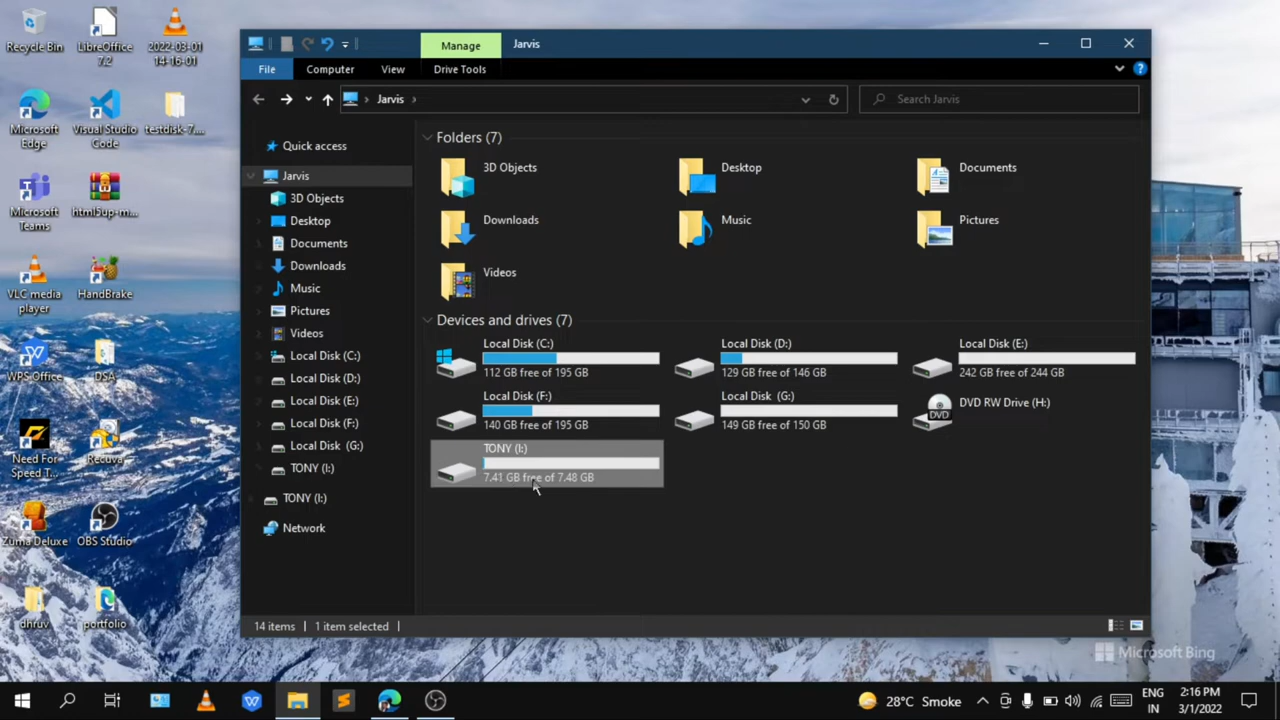 Recycle Bin
LibreOffice
7.2
2022-03-01
14-16-01
Microsoft
Edge
Visual Studio
Code
testdisk-7....
Microsoft
Teams
html5up-m...
VLC media
player
HandBrake
WPS Office
DSA
Need For
Speed T...
Recuva
Zuma Deluxe
OBS Studio
dhruv
portfolio
Manage
Jarvis
File
Computer
View
Drive Tools
Jarvis
Search Jarvis
Quick access
Jarvis
3D Objects
Desktop
Documents
Downloads
Music
Pictures
Videos
Local Disk (C:)
Local Disk (D:)
Local Disk (E:)
Local Disk (F:)
Local Disk (G:)
TONY (I:)
TONY (I:)
Network
Folders (7)
3D Objects
Desktop
Documents
Downloads
Music
Pictures
Videos
Devices and drives (7)
Local Disk (C:)
112 GB free of 195 GB
Local Disk (D:)
129 GB free of 146 GB
Local Disk (E:)
242 GB free of 244 GB
Local Disk (F:)
140 GB free of 195 GB
Local Disk (G:)
149 GB free of 150 GB
DVD RW Drive (H:)
DVD
TONY (I:)
7.41 GB free of 7.48 GB
14 items
1 item selected
Microsoft Bing
28°C Smoke
ENG
IN
2:16 PM
3/1/2022